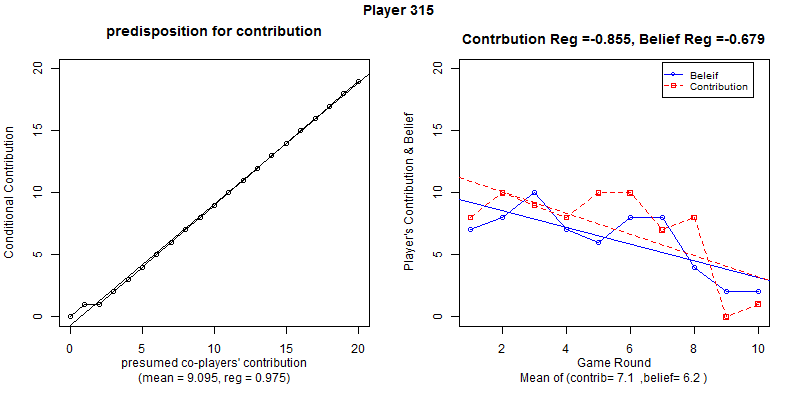 Player 315
predisposition for contribution
Conditional Contribution
0
5
10
15
20
0 5 10 15 20
presumed co-players' contribution
(mean = 9.095, reg = 0.975)
Contrbution Reg =-0.855, Belief Reg =-0.679
Player's Contribution & Belief
0
5
10
15
20
Beleif
Contribution
2 4 6 8 10
Game Round
Mean of (contrib= 7.1 ,belief= 6.2 )